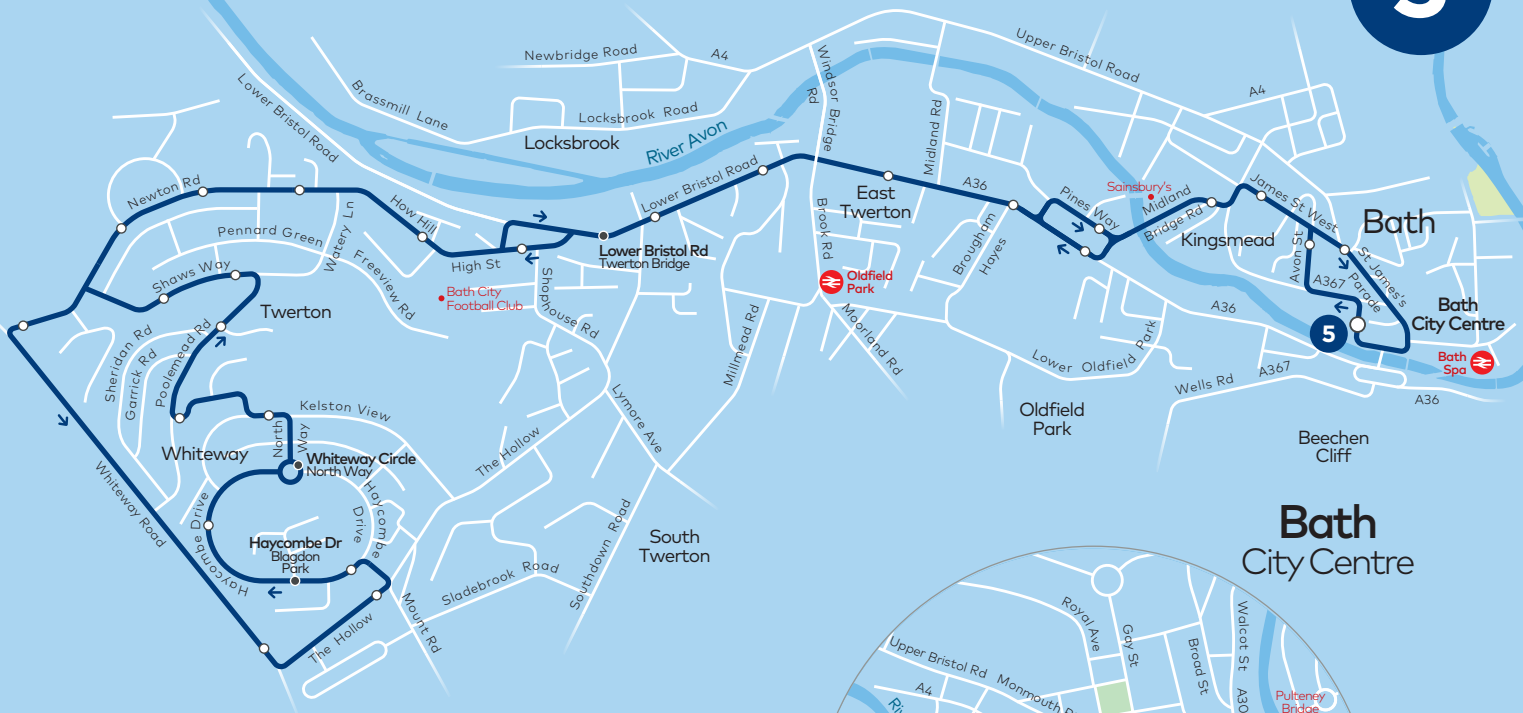 5
Newbridge Road
A4
Upper Bristol Road
A4
Windsor Bridge
Rd
Lower Bristol Road
Brassmill Lane
Locksbrook Road
Locksbrook
River Avon
Midland Rd
Newton Rd
Lower Bristol Road
How Hill
Watery Ln
Pennard Green
Freeview Rd
Shaws Way
High St
Lower Bristol Rd
Twerton Bridge
Shophouse Rd
Bath City
Football Club
Twerton
East
Twerton
A36
Brook Rd
Brougham
Hayes
Pines Way
Sainsbury's
Midland
Bridge Rd
Kingsmead
James St West
Bath
Avon St
A367
St James's
Parade
Bath
City Centre
5
Bath
Spa
Oldfield
Park
Moorland Rd
Millmead Rd
A36
Lower Oldfield Park
Wells Rd
A367
A36
Oldfield
Park
Beechen
Cliff
Sheridan Rd
Garrick Rd
Poolemead Rd
Kelston View
North
Way
Whiteway
Whiteway Circle
North Way
Whiteway Road
Haycombe Drive
Haycombe
Drive
Haycombe Dr
Blagdon
Park
The Hollow
Lymore Ave
The Hollow
Mount Rd
Sladebrook Road
Southdown Road
South
Twerton
Bath
City Centre
Royal Ave
Gay St
Walcot St
Broad St
Upper Bristol Rd
A4
Monmouth
Pulteney
Bridge